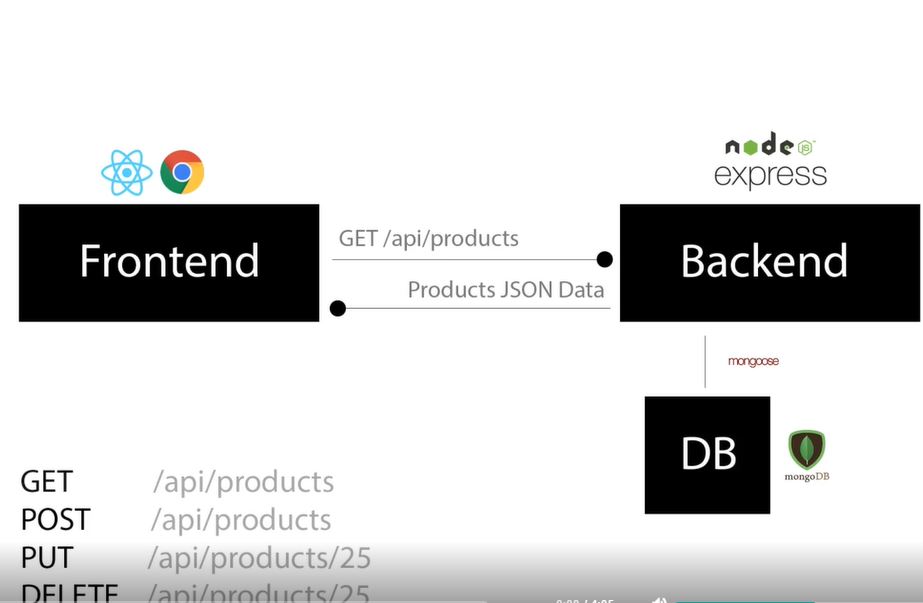 node js
express
Frontend
GET /api/products
Products JSON Data
Backend
mongoose
DB
mongoDB
GET /api/products
POST /api/products
PUT /api/products/25
DELETE /api/products/25